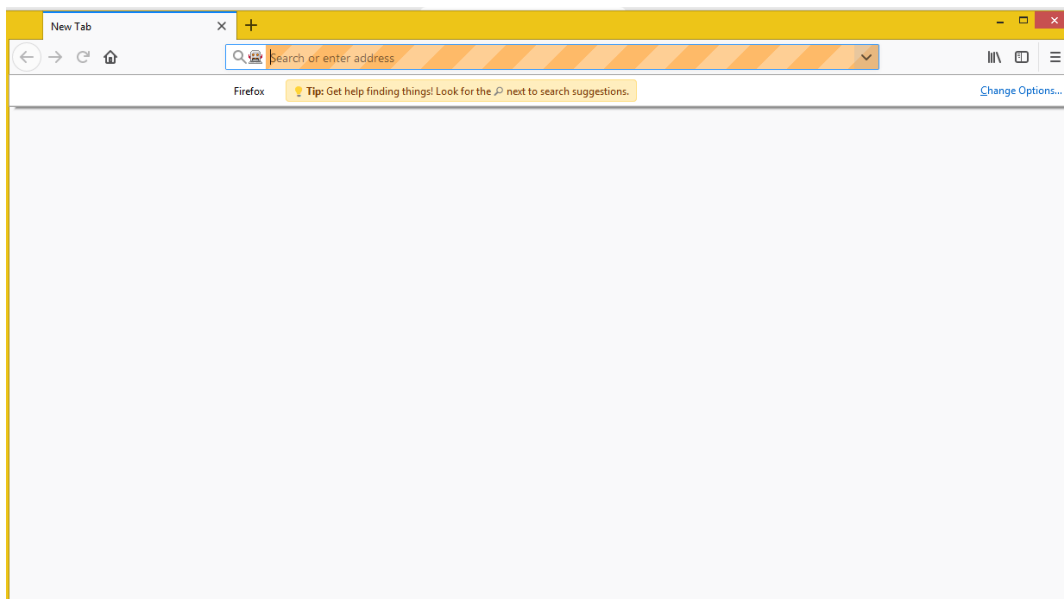 New Tab
Search or enter address
Firefox
Tip: Get help finding things! Look for the next to search suggestions.
Change Options...